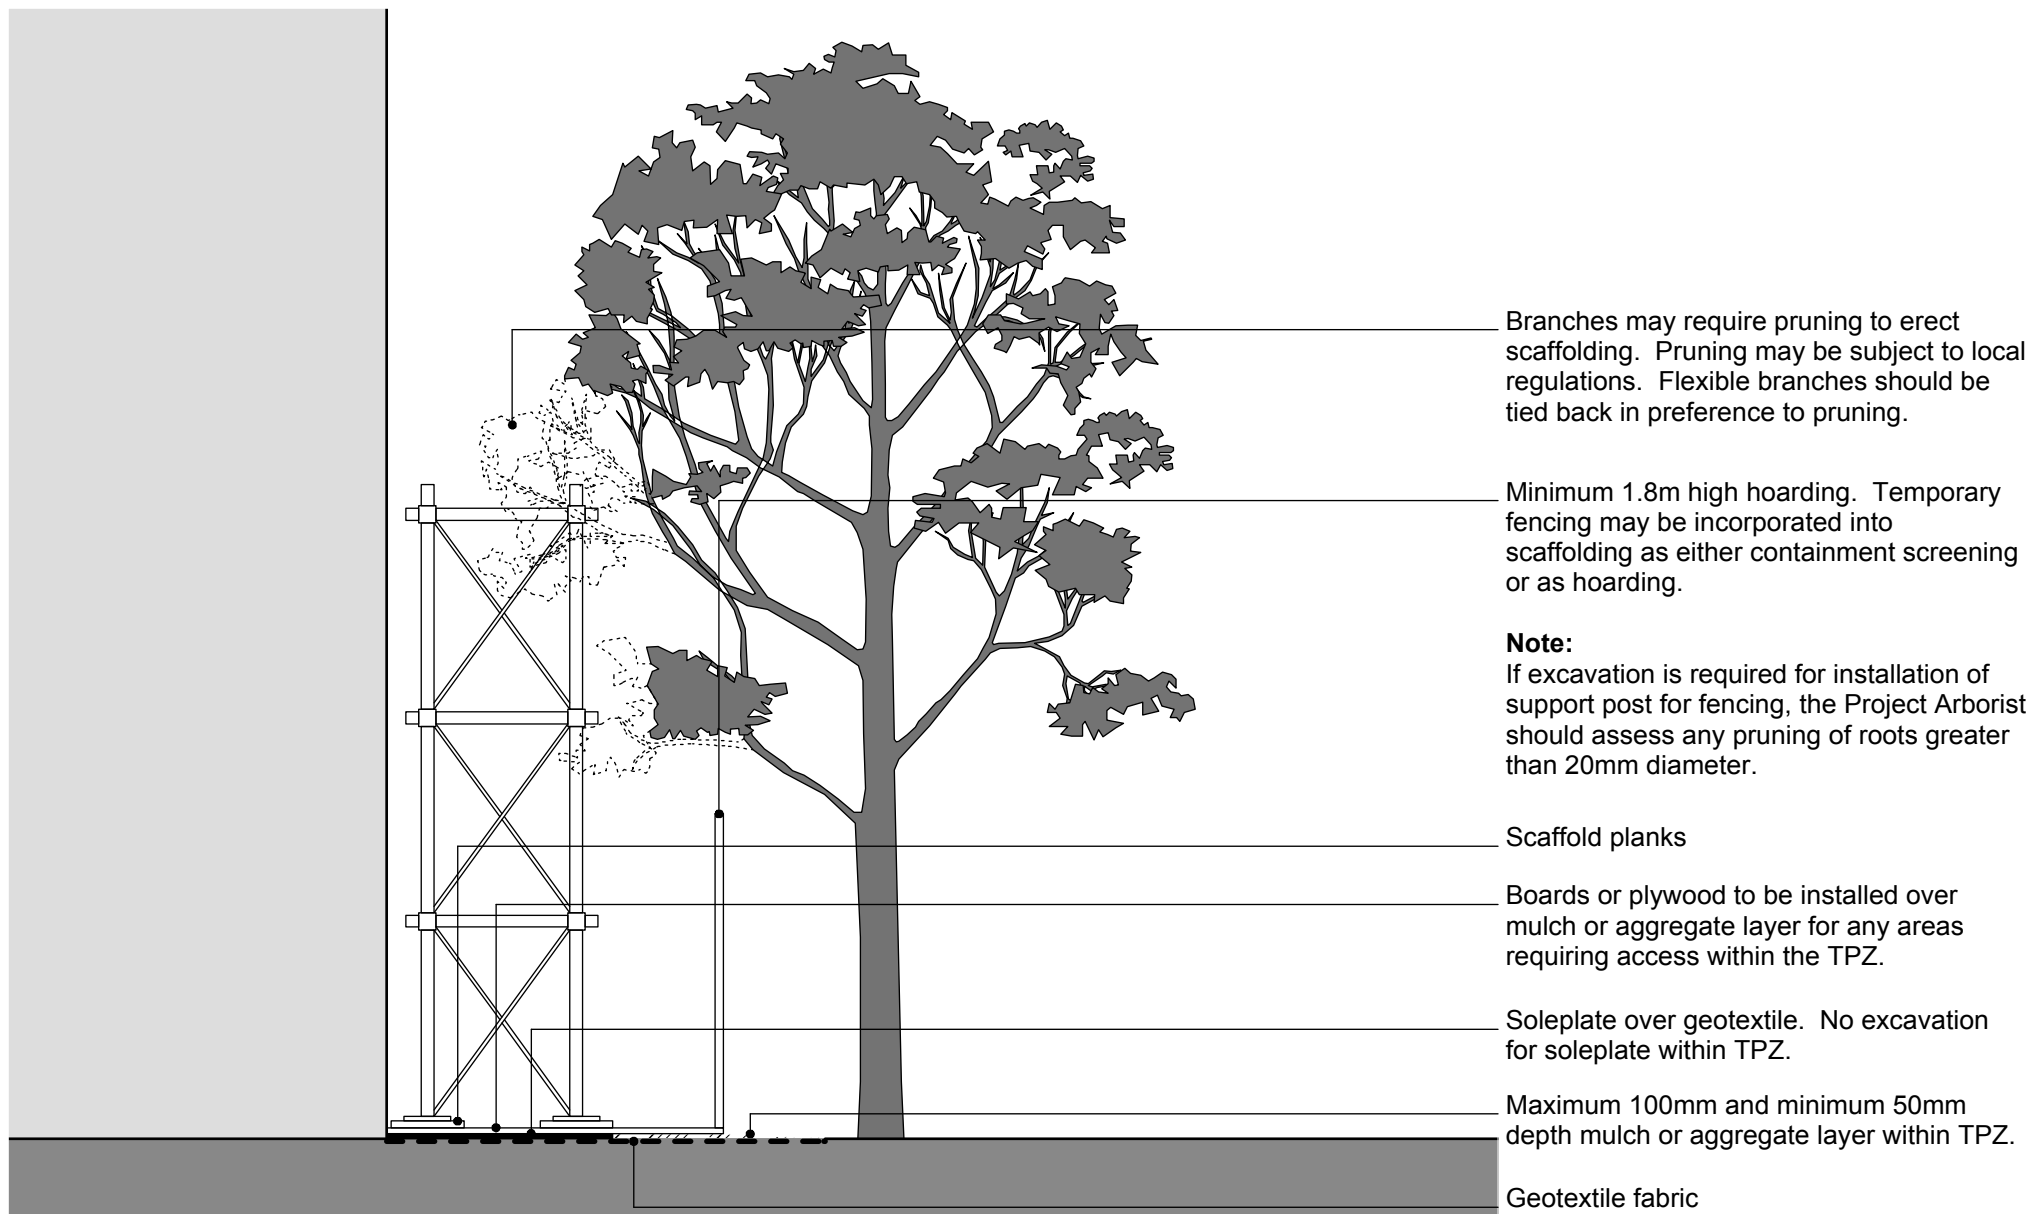 Branches may require pruning to erect
scaffolding.  Pruning may be subject to local
regulations.  Flexible branches should be
tied back in preference to pruning.
Minimum 1.8m high hoarding.  Temporary
fencing may be incorporated into
scaffolding as either containment screening
or as hoarding.
Note:
If excavation is required for installation of
support post for fencing, the Project Arborist
should assess any pruning of roots greater
than 20mm diameter.
Scaffold planks
Boards or plywood to be installed over
mulch or aggregate layer for any areas
requiring access within the TPZ.
Soleplate over geotextile.  No excavation
for soleplate within TPZ.
Maximum 100mm and minimum 50mm
depth mulch or aggregate layer within TPZ.
Geotextile fabric